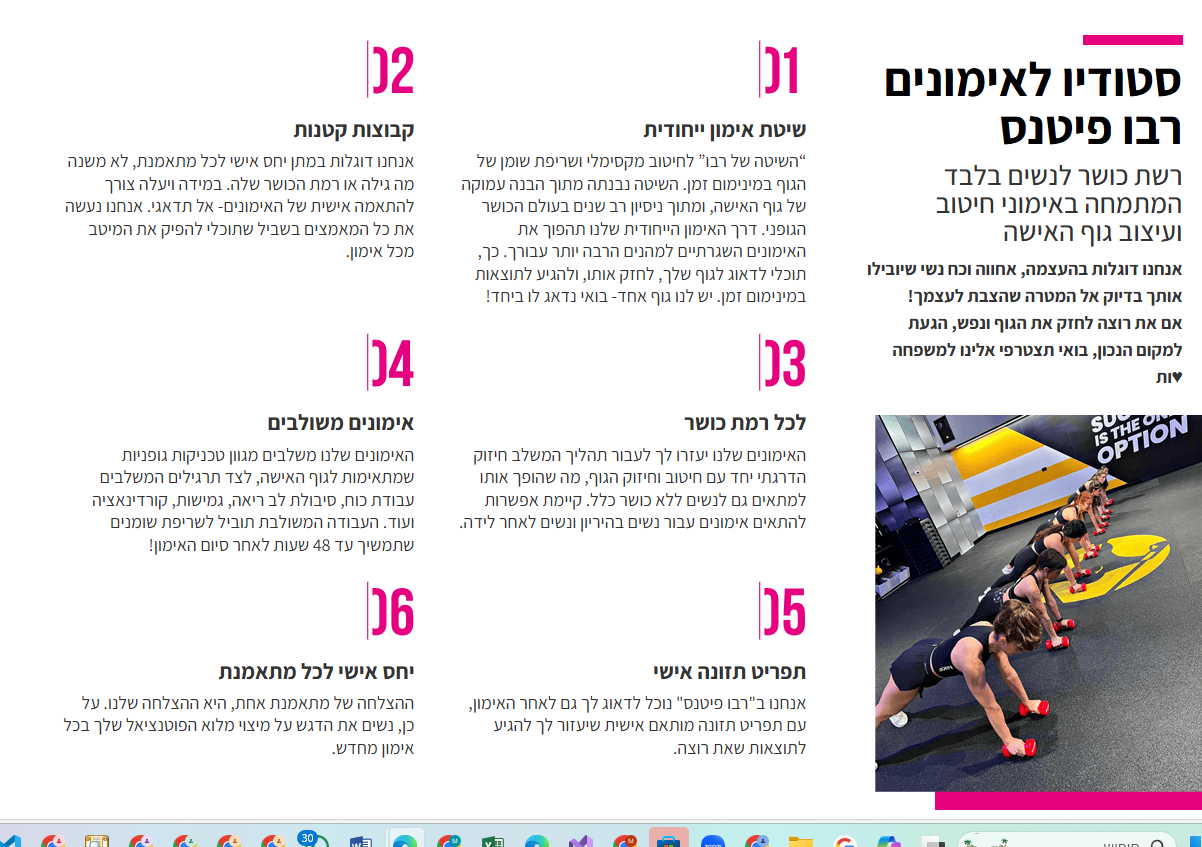 סטודיו לאימונים
רבו פיטנס
רשת כושר לנשים בלבד
המתמחה באימוני חיטוב
ועיצוב גוף האישה
אנחנו דוגלות בהעצמה, אחווה וכח נשי שיובילו
אותך בדיוק אל המטרה שהצבת לעצמך!
אם את רוצה לחזק את הגוף ונפש, הגעת
למקום הנכון, בואי תצטרפי אלינו למשפחה
♥ות
SUC
IS THE ON
OPTION
01
שיטת אימון ייחודית
“השיטה של רבו” לחיטוב מקסימלי ושריפת שומן של
הגוף במינימום זמן. השיטה נבנתה מתוך הבנה עמוקה
של גוף האישה, ומתוך ניסיון רב שנים בעולם הכושר
הגופני. דרך האימון הייחודית שלנו תהפוך את
האימונים השגרתיים למהנים הרבה יותר עבורך. כך,
תוכלי לדאוג לגוף שלך, לחזק אותו, ולהגיע לתוצאות
במינימום זמן. יש לנו גוף אחד- בואי נדאג לו ביחד!
02
קבוצות קטנות
אנחנו דוגלות במתן יחס אישי לכל מתאמנת, לא משנה
מה גילה או רמת הכושר שלה. במידה ויעלה צורך
להתאמה אישית של האימונים- אל תדאגי. אנחנו נעשה
את כל המאמצים בשביל שתוכלי להפיק את המיטב
מכל אימון.
03
לכל רמת כושר
האימונים שלנו יעזרו לך לעבור תהליך המשלב חיזוק
הדרגתי יחד עם חיטוב וחיזוק הגוף, מה שהופך אותו
למתאים גם לנשים ללא כושר כלל. קיימת אפשרות
להתאים אימונים עבור נשים בהיריון ונשים לאחר לידה.
04
אימונים משולבים
האימונים שלנו משלבים מגוון טכניקות גופניות
שמתאימות לגוף האישה, לצד תרגילים המשלבים
עבודת כוח, סיבולת לב ריאה, גמישות, קורדינאציה
ועוד. העבודה המשולבת תוביל לשריפת שומנים
שתמשיך עד 48 שעות לאחר סיום האימון!
05
תפריט תזונה אישי
אנחנו ב"רבו פיטנס" נוכל לדאוג לך גם לאחר האימון,
עם תפריט תזונה מותאם אישית שיעזור לך להגיע
לתוצאות שאת רוצה.
06
יחס אישי לכל מתאמנת
ההצלחה של מתאמנת אחת, היא ההצלחה שלנו. על
כן, נשים את הדגש על מיצוי מלוא הפוטנציאל שלך בכל
אימון מחדש.
30